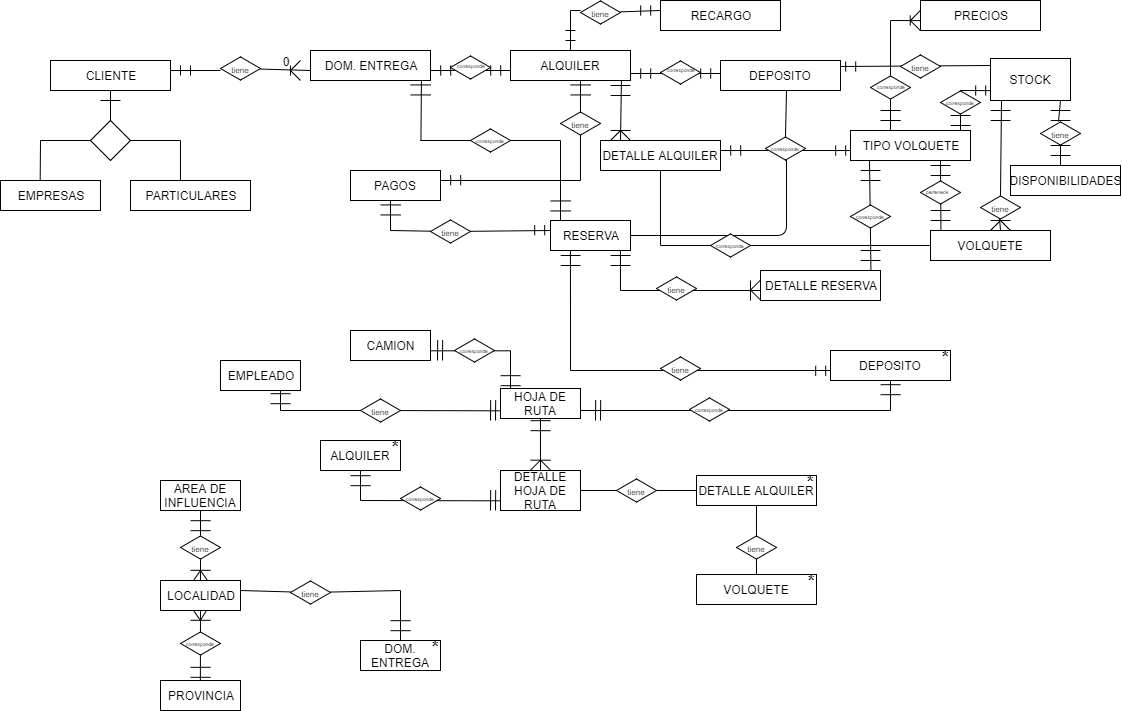 tiene
RECARGO
PRECIOS
CLIENTE
tiene
0
DOM. ENTREGA
corresponde
ALQUILER
corresponde
DEPOSITO
tiene
STOCK
corresponde
corresponde
tiene
corresponde
tiene
DETALLE ALQUILER
corresponde
TIPO VOLQUETE
DISPONIBILIDADES
EMPRESAS
PARTICULARES
PAGOS
pertenece
tiene
corresponde
tiene
RESERVA
corresponde
VOLQUETE
tiene
DETALLE RESERVA
CAMION
corresponde
EMPLEADO
tiene
DEPOSITO
*
tiene
HOJA DE
RUTA
corresponde
ALQUILER
*
corresponde
DETALLE
HOJA DE
RUTA
tiene
DETALLE ALQUILER
*
AREA DE
INFLUENCIA
tiene
tiene
VOLQUETE
*
LOCALIDAD
tiene
corresponde
DOM.
ENTREGA
*
PROVINCIA